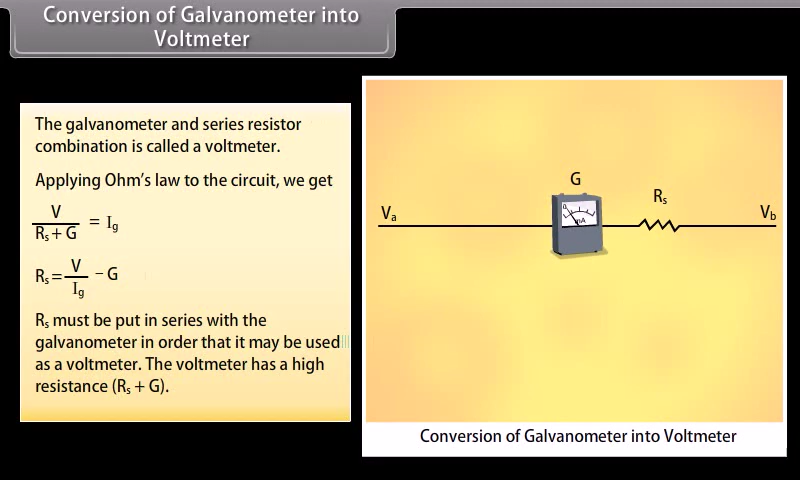 Conversion of Galvanometer into
Voltmeter
The galvanometer and series resistor
combination is called a voltmeter.
Applying Ohm's law to the circuit, we get
V
Rs + G
= Ig
Rs = V/Ig − G
Rs must be put in series with the
galvanometer in order that it may be used
as a voltmeter. The voltmeter has a high
resistance (Rs + G).
G
Rs
Va
Vb
0
mA
Conversion of Galvanometer into Voltmeter